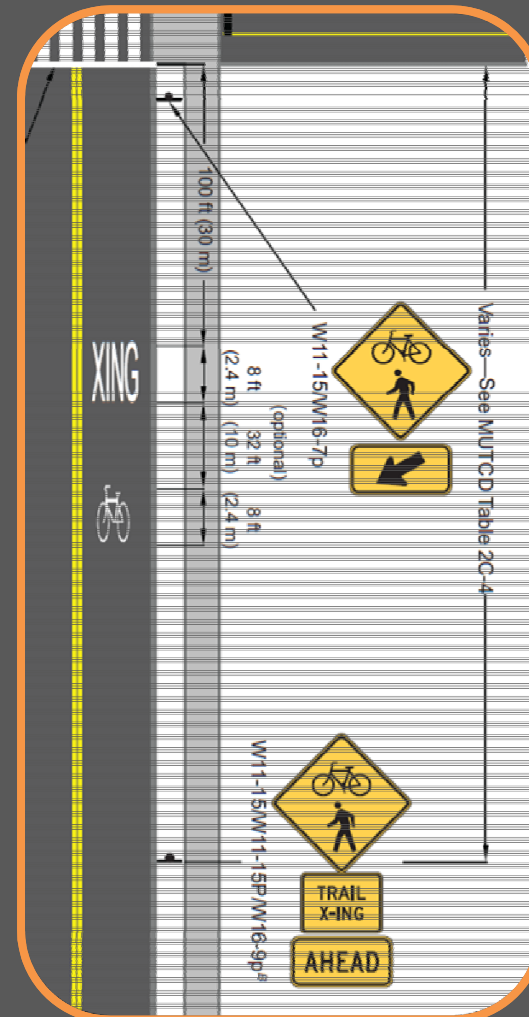 100 ft (30 m)
Varies—See MUTCD Table 2C-4
W11-15/W16-7p
XING
8 ft
(2.4 m)
(optional)
32 ft
(10 m)
8 ft
(2.4 m)
W11-15/W11-15P/W16-9p⁸
TRAIL
X-ING
AHEAD